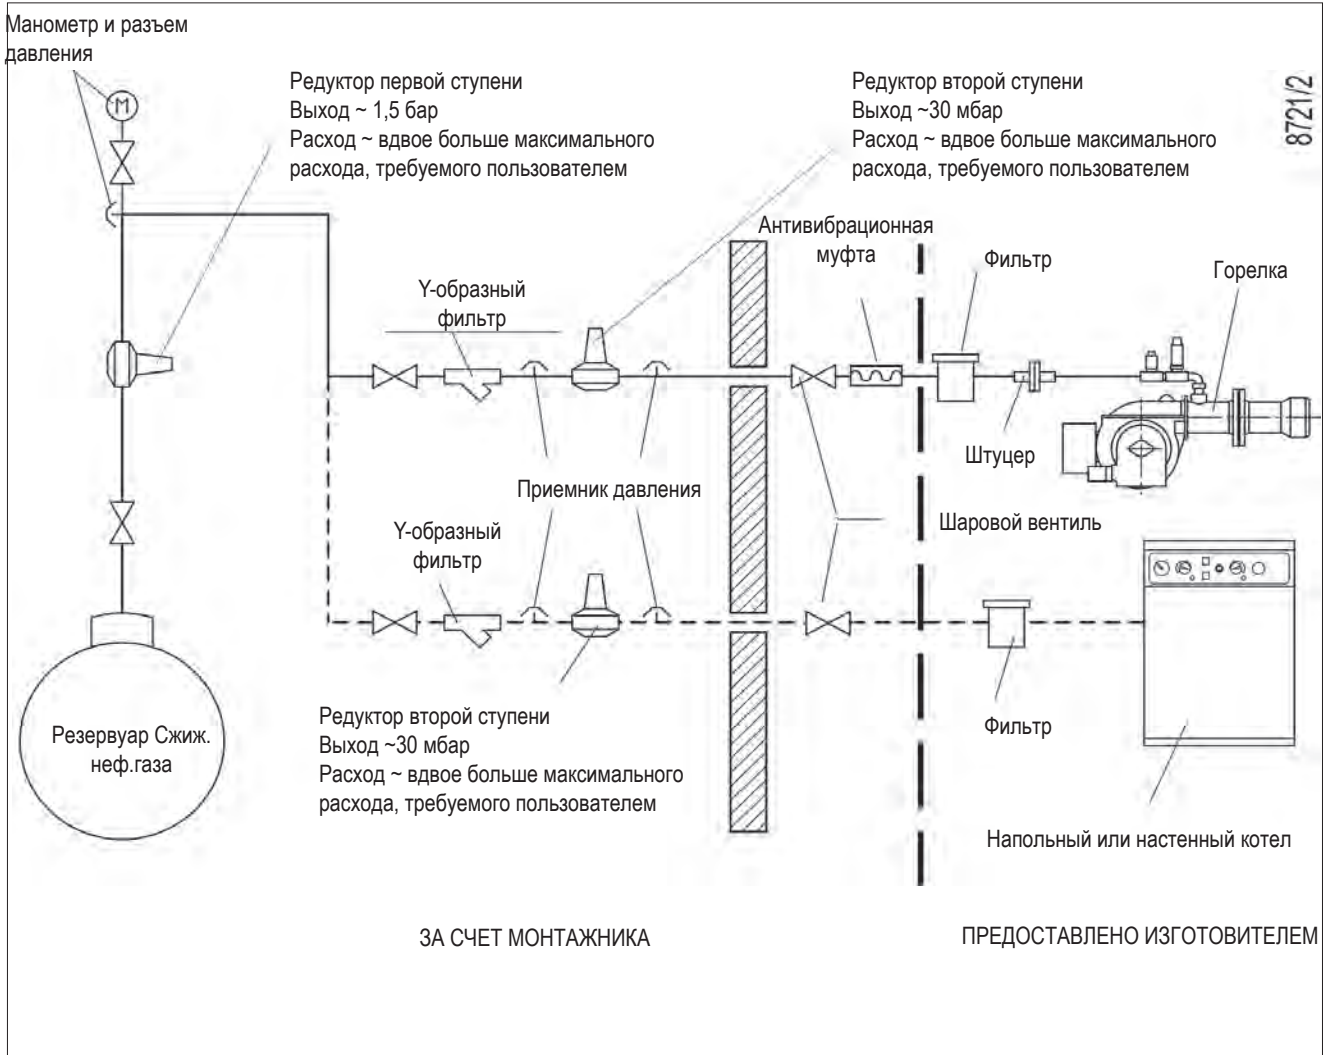 Манометр и разъем
давления
М
Редуктор первой ступени
Выход ~ 1,5 бар
Расход ~ вдвое больше максимального
расхода, требуемого пользователем
Редуктор второй ступени
Выход ~30 мбар
Расход ~ вдвое больше максимального
расхода, требуемого пользователем
8721/2
Антивибрационная
муфта
Фильтр
Горелка
Y-образный
фильтр
Штуцер
Приемник давления
Y-образный
фильтр
Шаровой вентиль
Резервуар Сжиж.
неф.газа
Редуктор второй ступени
Выход ~30 мбар
Расход ~ вдвое больше максимального
расхода, требуемого пользователем
Фильтр
Напольный или настенный котел
ЗА СЧЕТ МОНТАЖНИКА
ПРЕДОСТАВЛЕНО ИЗГОТОВИТЕЛЕМ